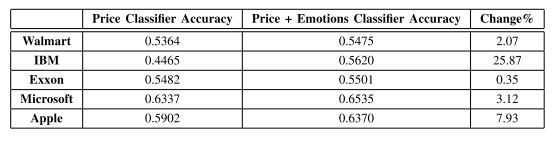 Price Classifier Accuracy Price + Emotions Classifier Accuracy Change%
Walmart 0.5364 0.5475 2.07
IBM 0.4465 0.5620 25.87
Exxon 0.5482 0.5501 0.35
Microsoft 0.6337 0.6535 3.12
Apple 0.5902 0.6370 7.93